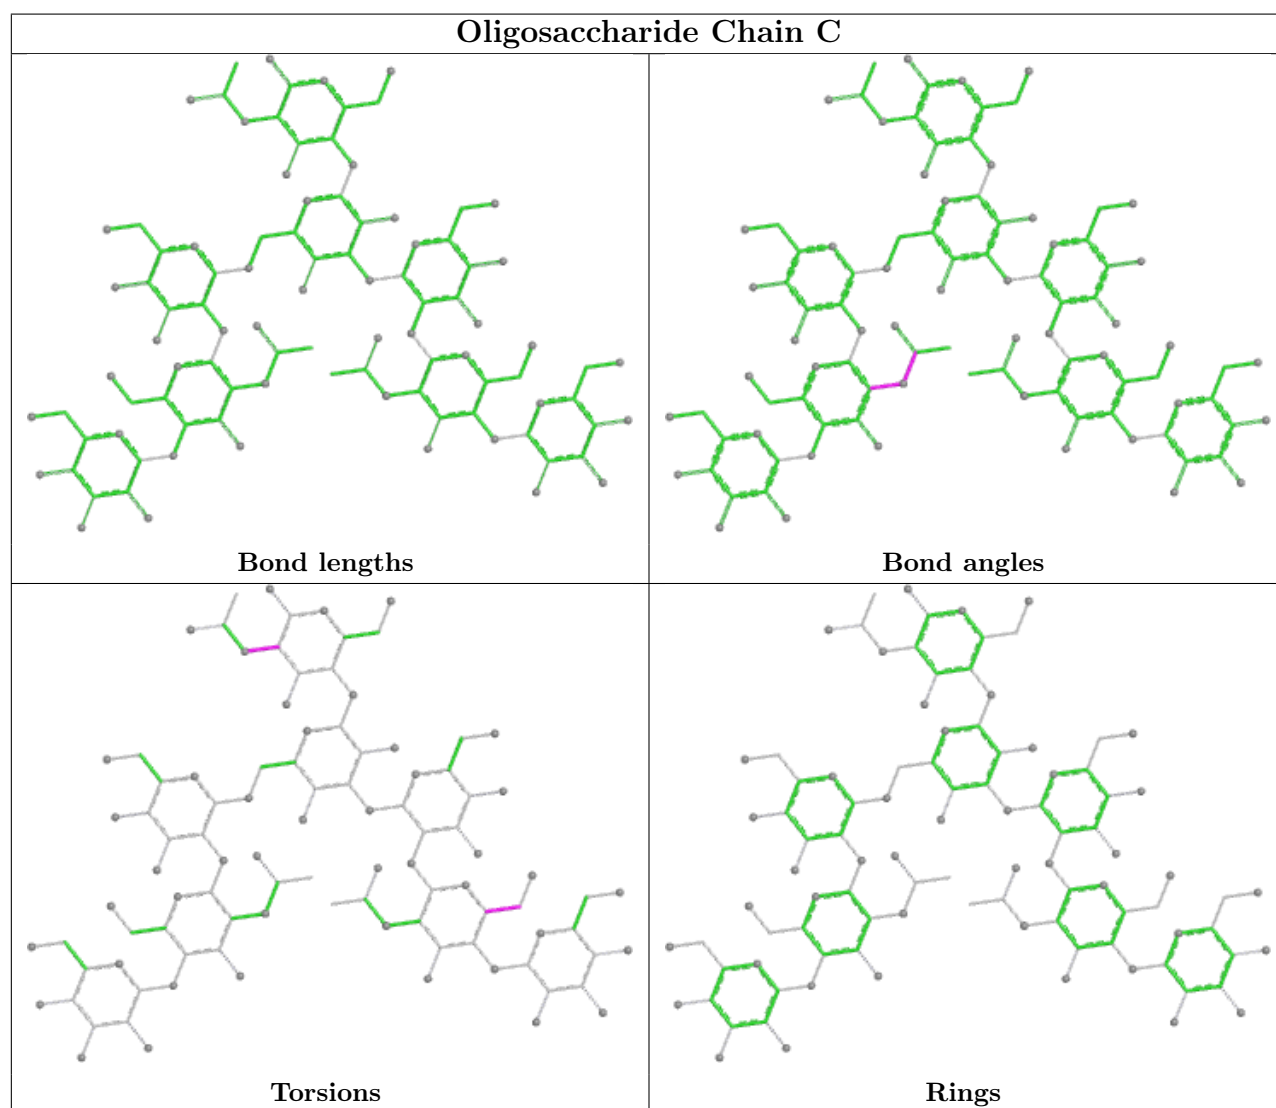 Oligosaccharide Chain C
Bond lengths
Bond angles
Torsions
Rings